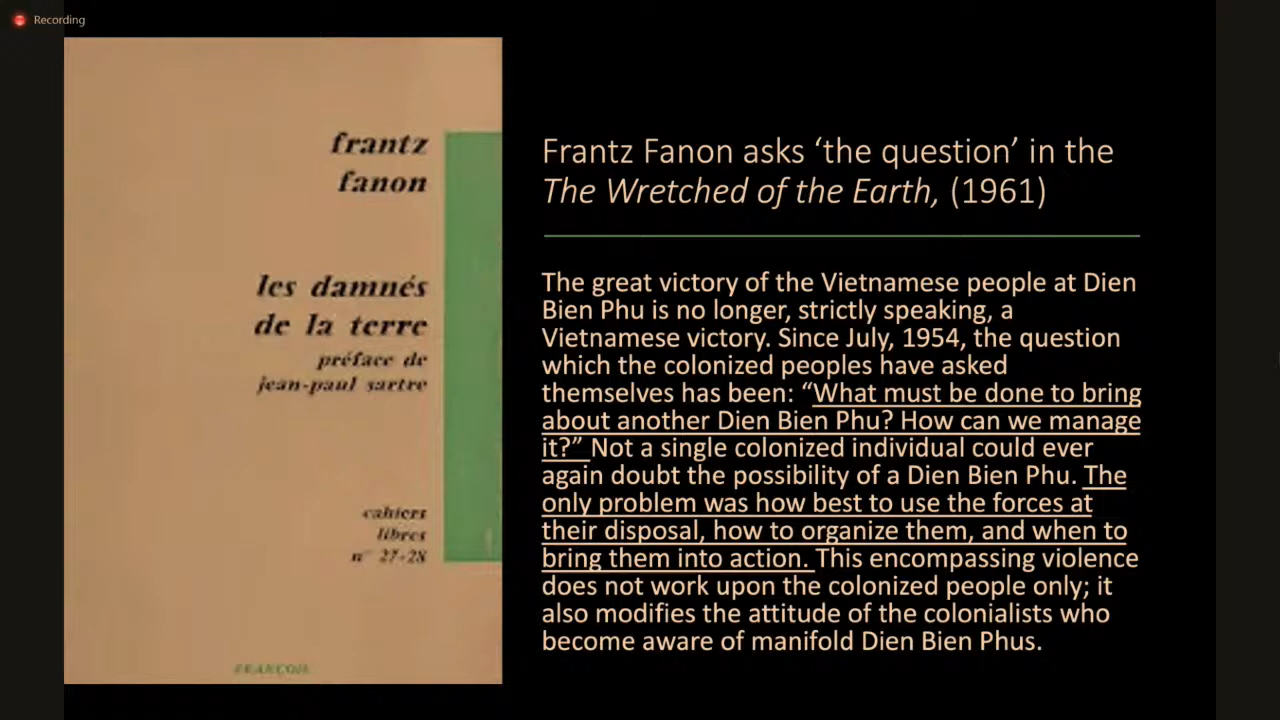 Recording
frantz
fanon
les damnés
de la terre
préface de
jean-paul sartre
cahiers
libres
n° 27-28
Frantz Fanon asks ‘the question’ in the
The Wretched of the Earth, (1961)
The great victory of the Vietnamese people at Dien
Bien Phu is no longer, strictly speaking, a
Vietnamese victory. Since July, 1954, the question
which the colonized peoples have asked
themselves has been: “What must be done to bring
about another Dien Bien Phu? How can we manage
it?” Not a single colonized individual could ever
again doubt the possibility of a Dien Bien Phu. The
only problem was how best to use the forces at
their disposal, how to organize them, and when to
bring them into action. This encompassing violence
does not work upon the colonized people only; it
also modifies the attitude of the colonialists who
become aware of manifold Dien Bien Phus.